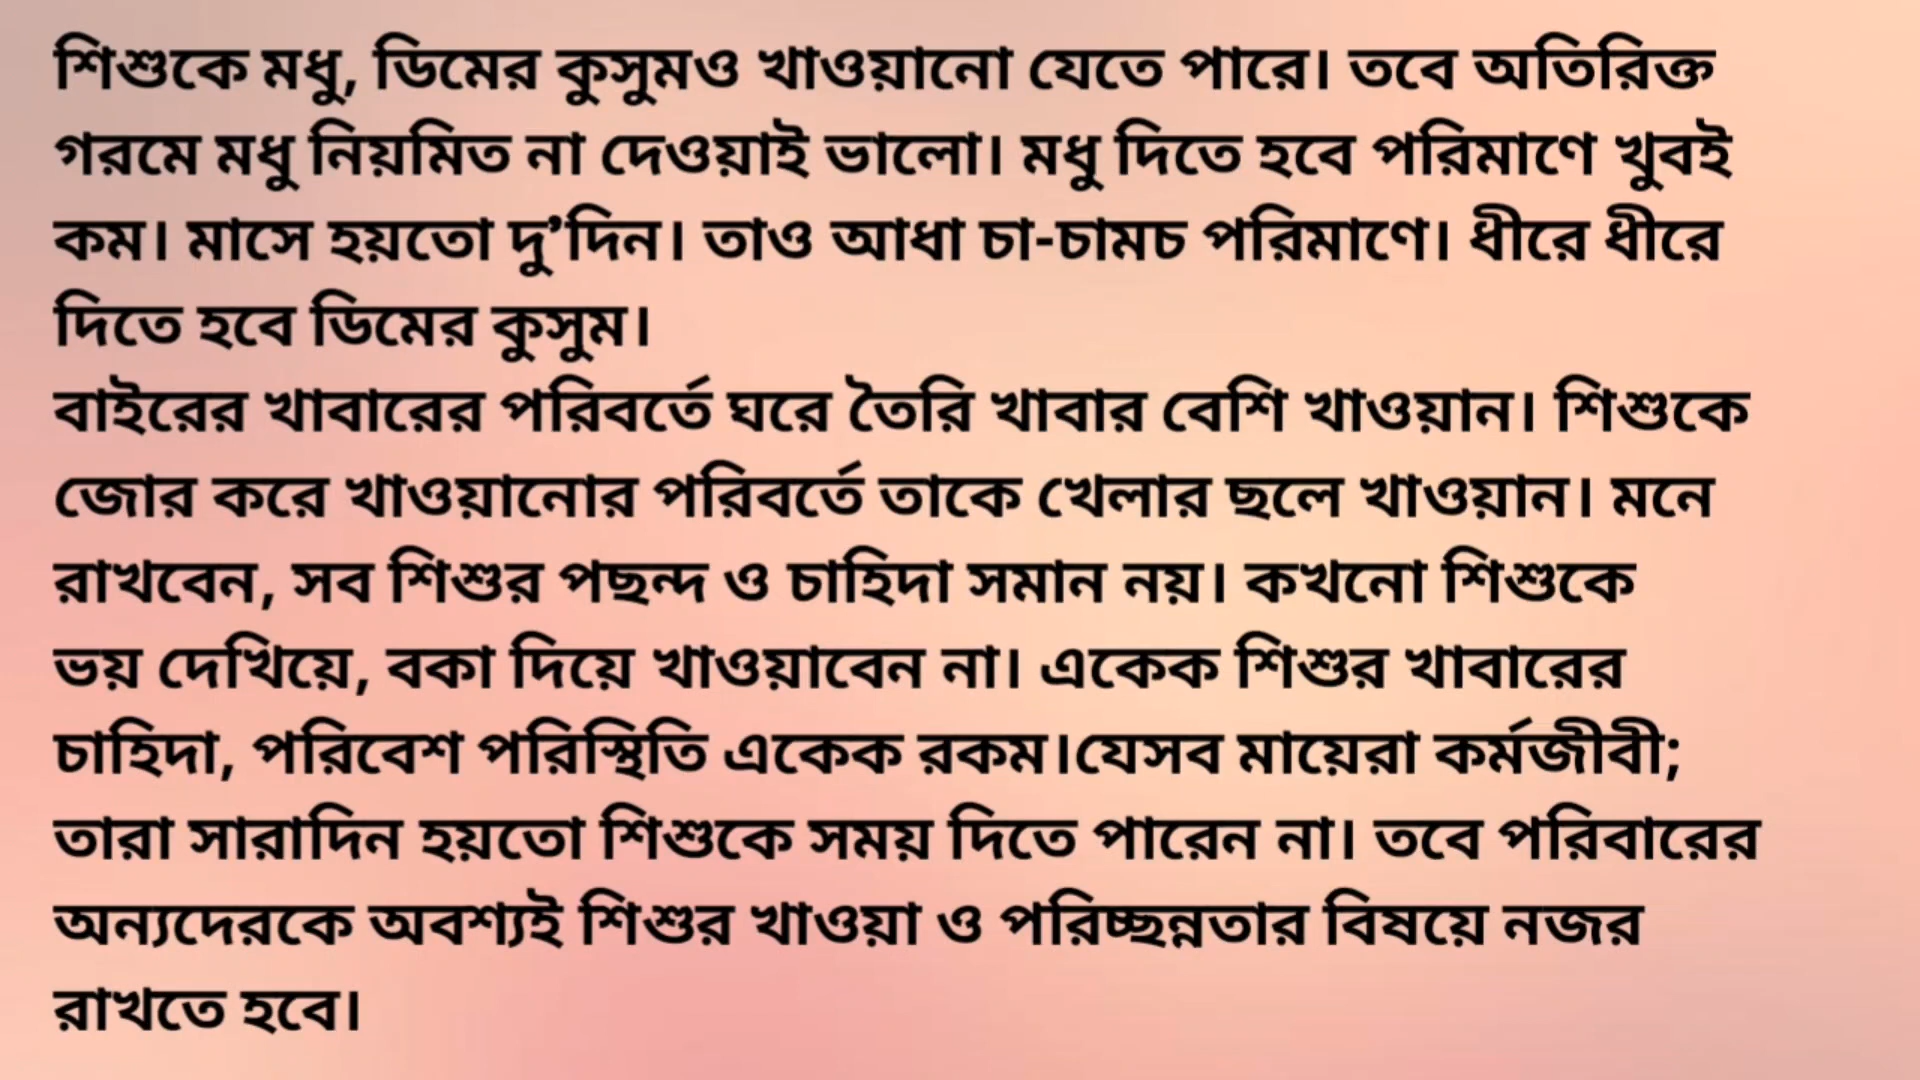 শিশুকে মধু, ডিমের কুসুমও খাওয়ানো যেতে পারে। তবে অতিরিক্ত
গরমে মধু নিয়মিত না দেওয়াই ভালো। মধু দিতে হবে পরিমাণে খুবই
কম। মাসে হয়তো দু’দিন। তাও আধা চা-চামচ পরিমাণে। ধীরে ধীরে
দিতে হবে ডিমের কুসুম।
বাইরের খাবারের পরিবর্তে ঘরে তৈরি খাবার বেশি খাওয়ান। শিশুকে
জোর করে খাওয়ানোর পরিবর্তে তাকে খেলার ছলে খাওয়ান। মনে
রাখবেন, সব শিশুর পছন্দ ও চাহিদা সমান নয়। কখনো শিশুকে
ভয় দেখিয়ে, বকা দিয়ে খাওয়াবেন না। একেক শিশুর খাবারের
চাহিদা, পরিবেশ পরিস্থিতি একেক রকম।যেসব মায়েরা কর্মজীবী;
তারা সারাদিন হয়তো শিশুকে সময় দিতে পারেন না। তবে পরিবারের
অন্যদেরকে অবশ্যই শিশুর খাওয়া ও পরিচ্ছন্নতার বিষয়ে নজর
রাখতে হবে।